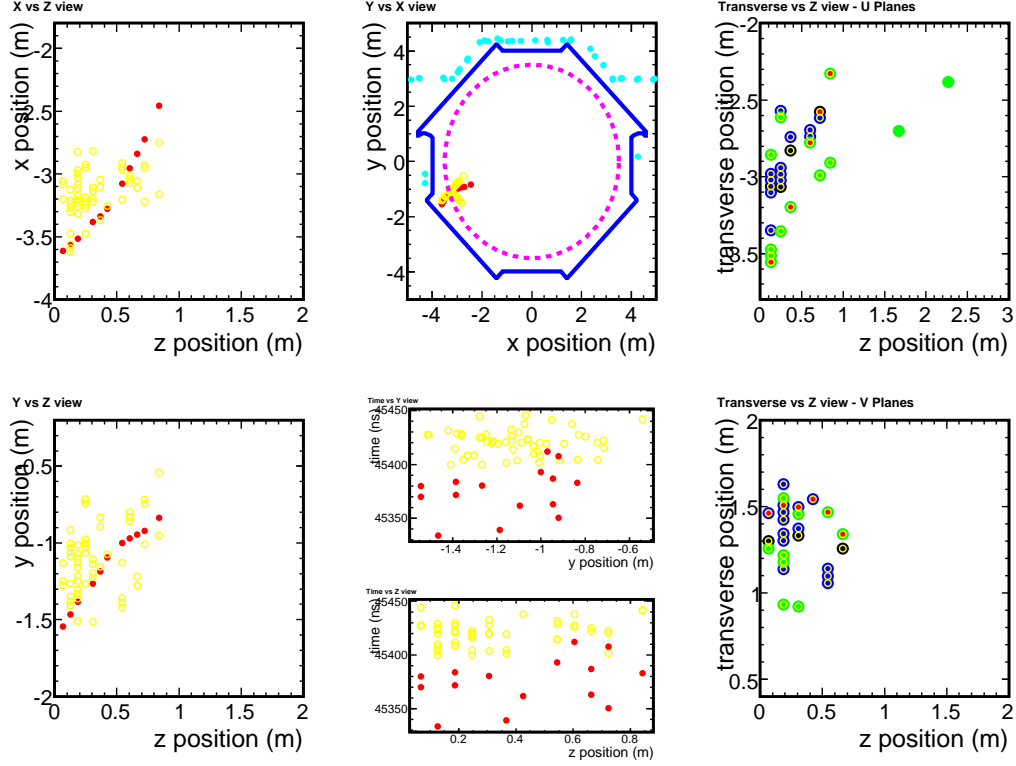 X vs Z view
x position (m)
-2
-2.5
-3
-3.5
-4
0 0.5 1 1.5 2
z position (m)
Y vs X view
y position (m)
4
2
0
-2
-4
-4 -2 0 2 4
x position (m)
Transverse vs Z view - U Planes
transverse position (m)
-2
-2.5
-3
-3.5
0 0.5 1 1.5 2 2.5 3
z position (m)
Y vs Z view
y position (m)
-0.5
-1
-1.5
-2
0 0.5 1 1.5 2
z position (m)
Time vs Y view
time (ns)
45450
45400
45350
-1.4 -1.2 -1 -0.8 -0.6
y position (m)
Time vs Z view
time (ns)
45450
45400
45350
0.2 0.4 0.6 0.8
z position (m)
Transverse vs Z view - V Planes
transverse position (m)
2
1.5
1
0.5
0 0.5 1 1.5 2
z position (m)